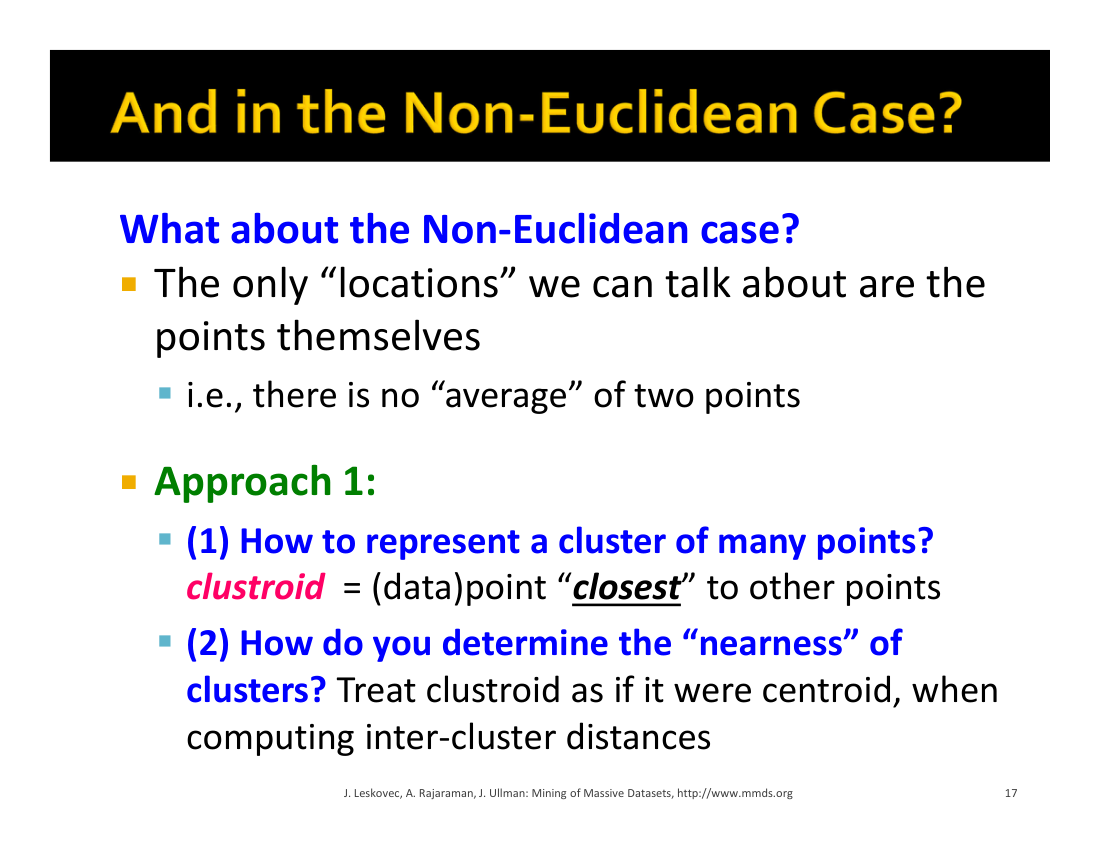 And in the Non-Euclidean Case?
What about the Non-Euclidean case?
The only “locations” we can talk about are the
points themselves
i.e., there is no “average” of two points
Approach 1:
(1) How to represent a cluster of many points?
clustroid = (data)point “closest” to other points
(2) How do you determine the “nearness” of
clusters? Treat clustroid as if it were centroid, when
computing inter-cluster distances
J. Leskovec, A. Rajaraman, J. Ullman: Mining of Massive Datasets, http://www.mmds.org
17